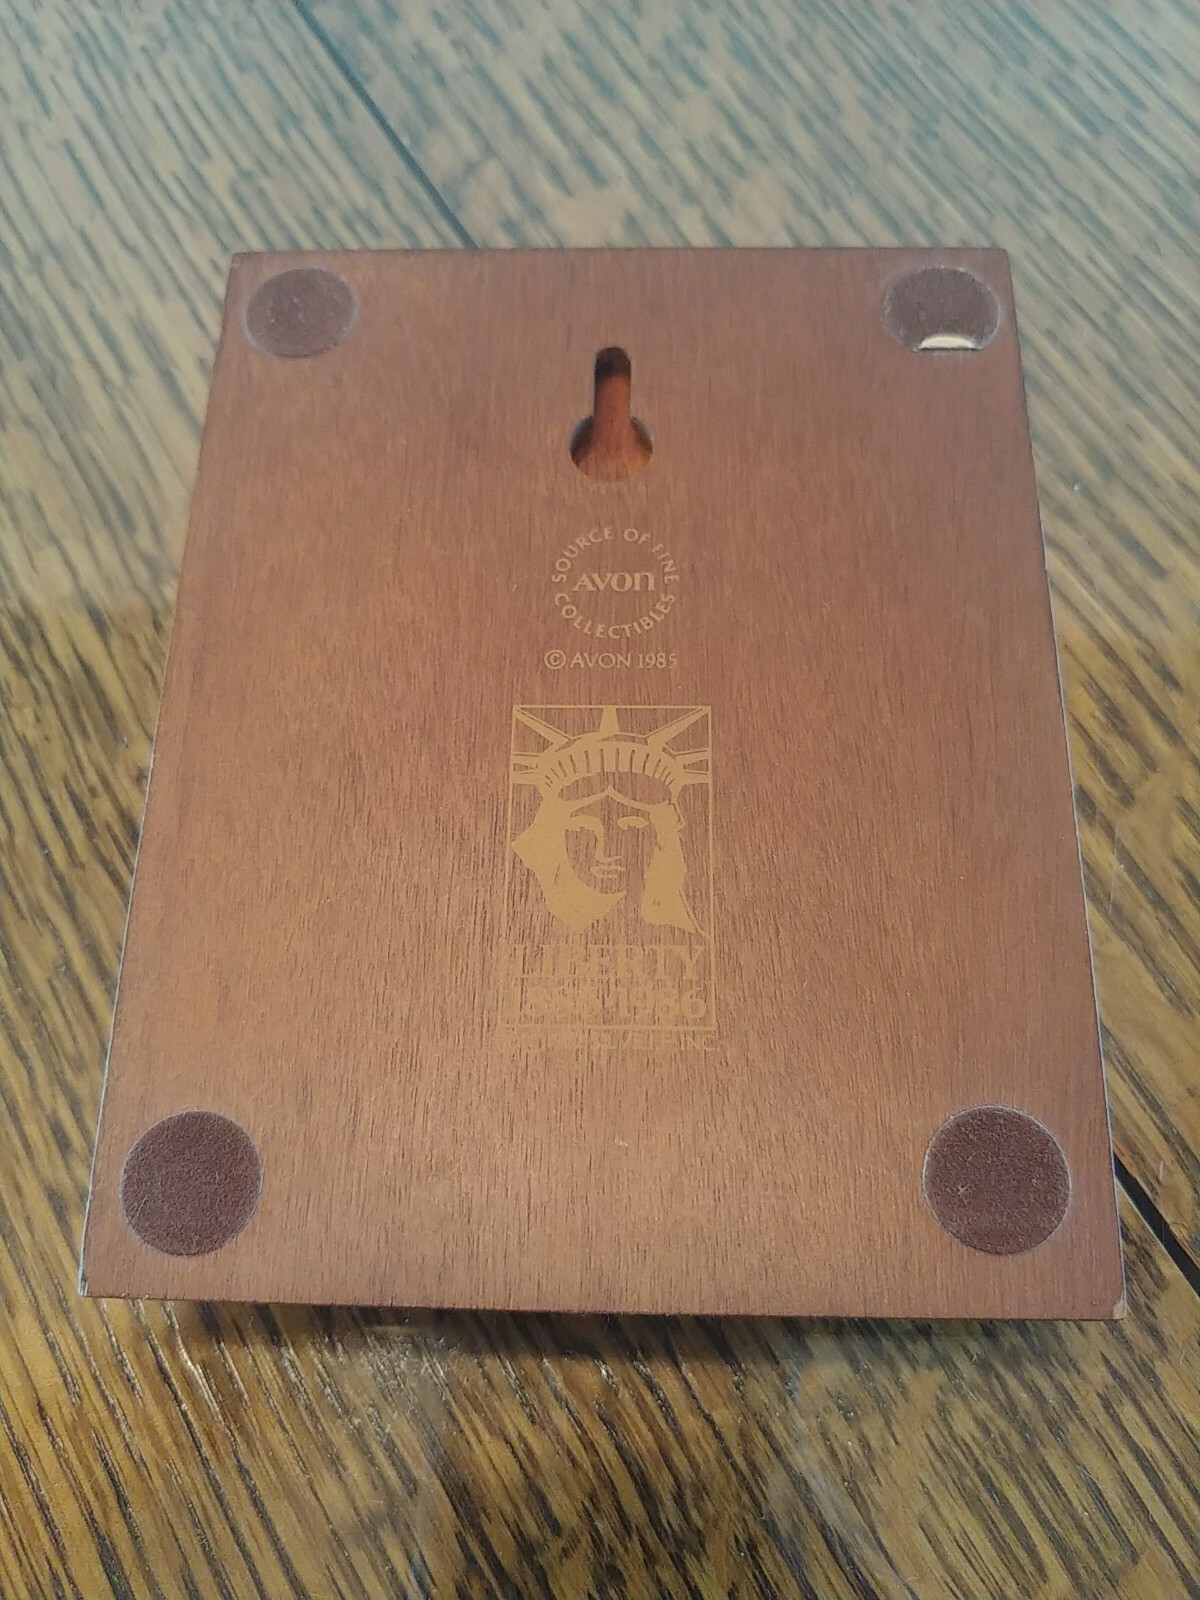 SOURCE OF FINE
AVON
COLLECTIBLES
© AVON 1985
LIBERTY
1886-1986